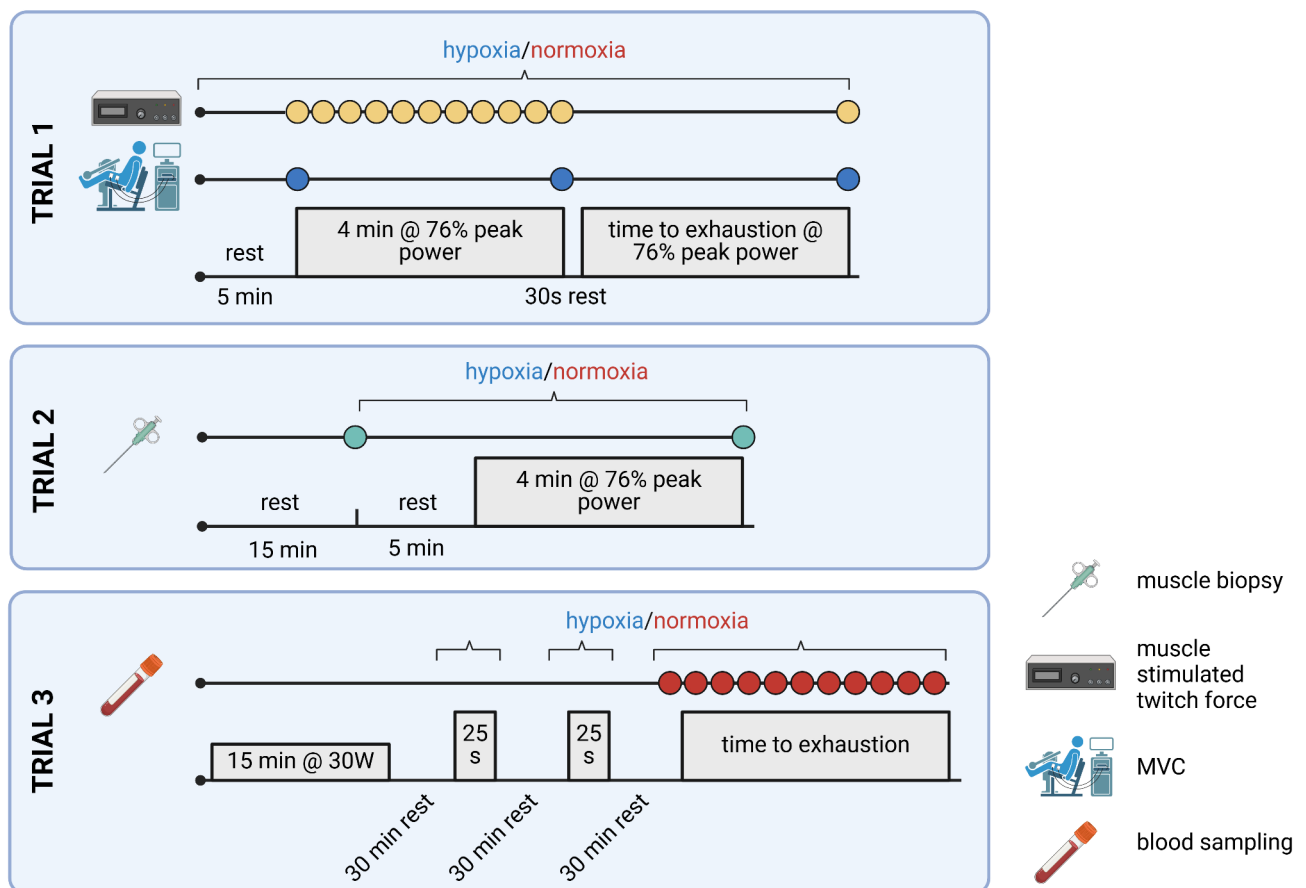 TRIAL 1
hypoxia/normoxia
4 min @ 76% peak
power
time to exhaustion @
76% peak power
rest
5 min
30s rest
TRIAL 2
hypoxia/normoxia
4 min @ 76% peak
power
rest
rest
15 min
5 min
TRIAL 3
hypoxia/normoxia
25
s
25
s
time to exhaustion
15 min @ 30W
30 min rest
30 min rest
30 min rest
muscle biopsy
muscle
stimulated
twitch force
MVC
blood sampling